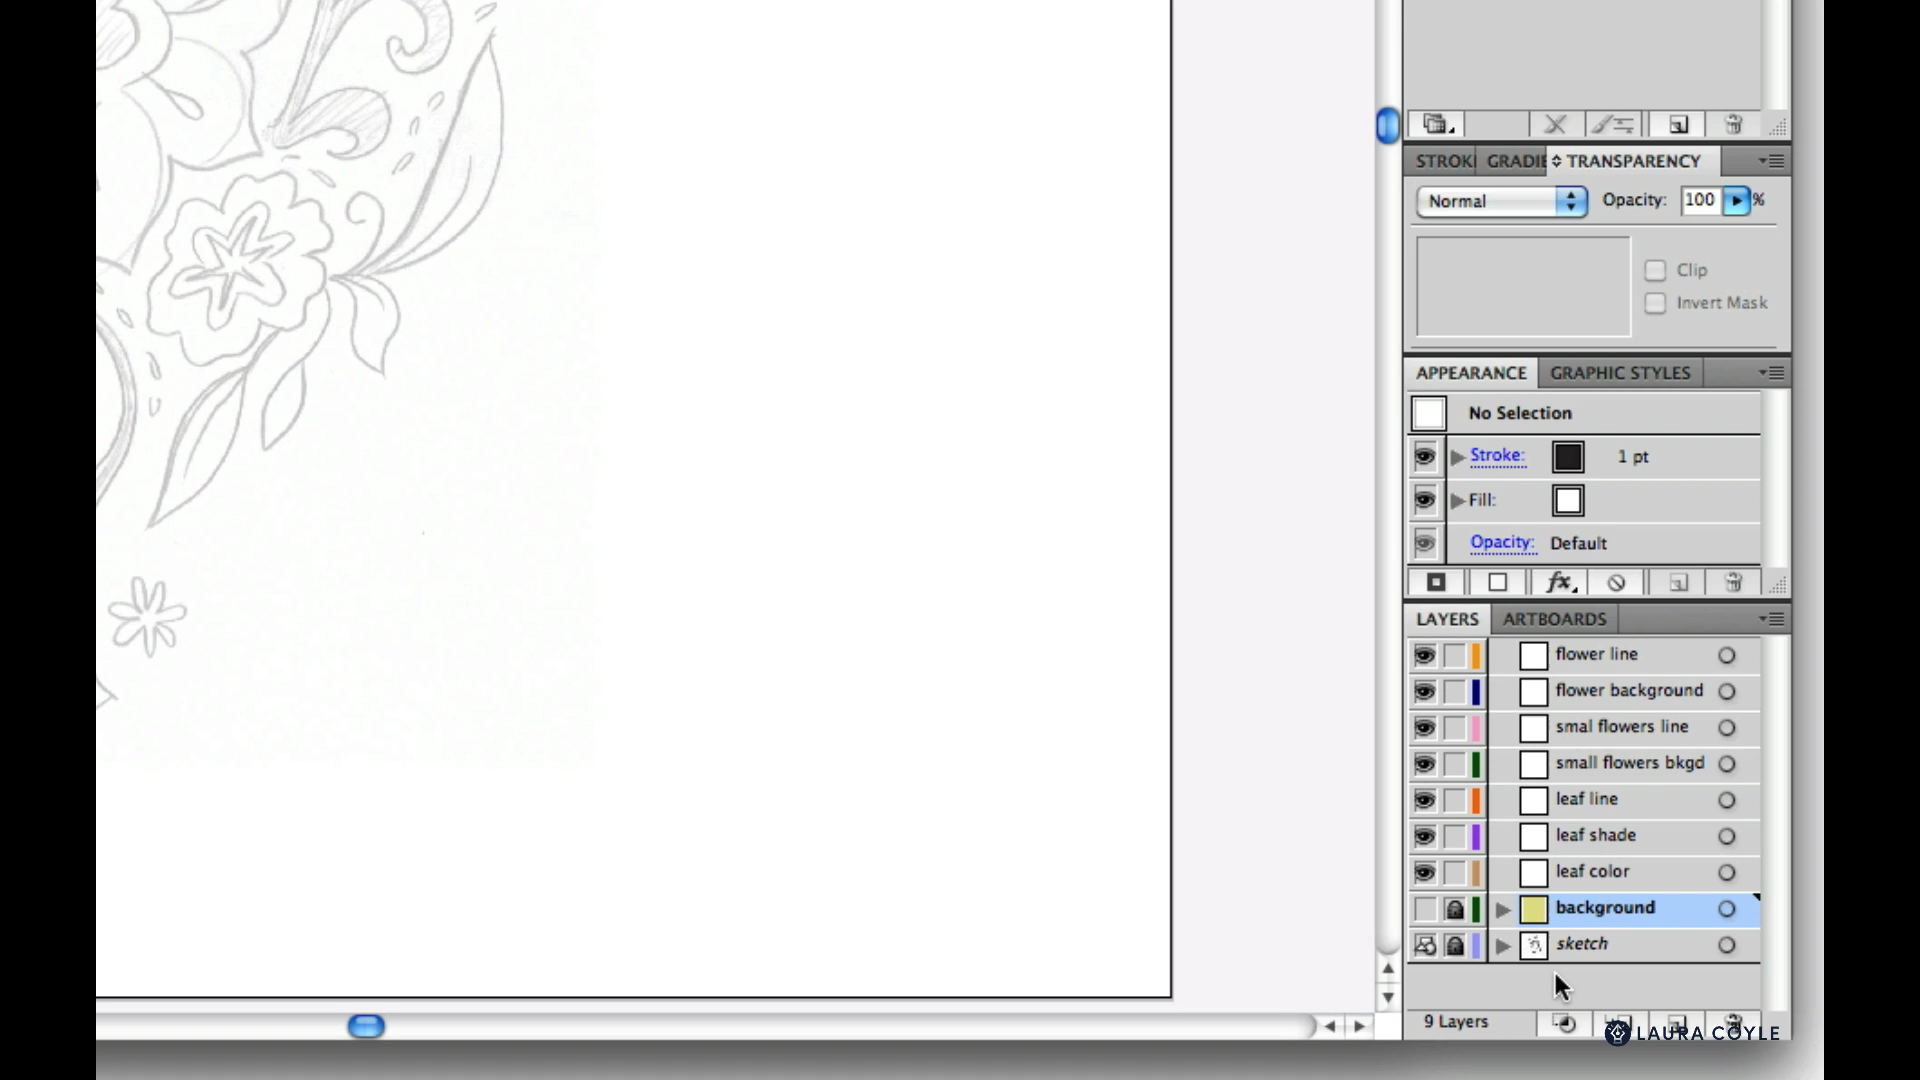 STROK GRADIE TRANSPARENCY
Normal Opacity: 100 %
Clip
Invert Mask
APPEARANCE GRAPHIC STYLES
No Selection
Stroke: 1 pt
Fill:
Opacity: Default
fx
LAYERS ARTBOARDS
flower line
flower background
smal flowers line
small flowers bkgd
leaf line
leaf shade
leaf color
background
sketch
9 Layers
LAURA COYLE